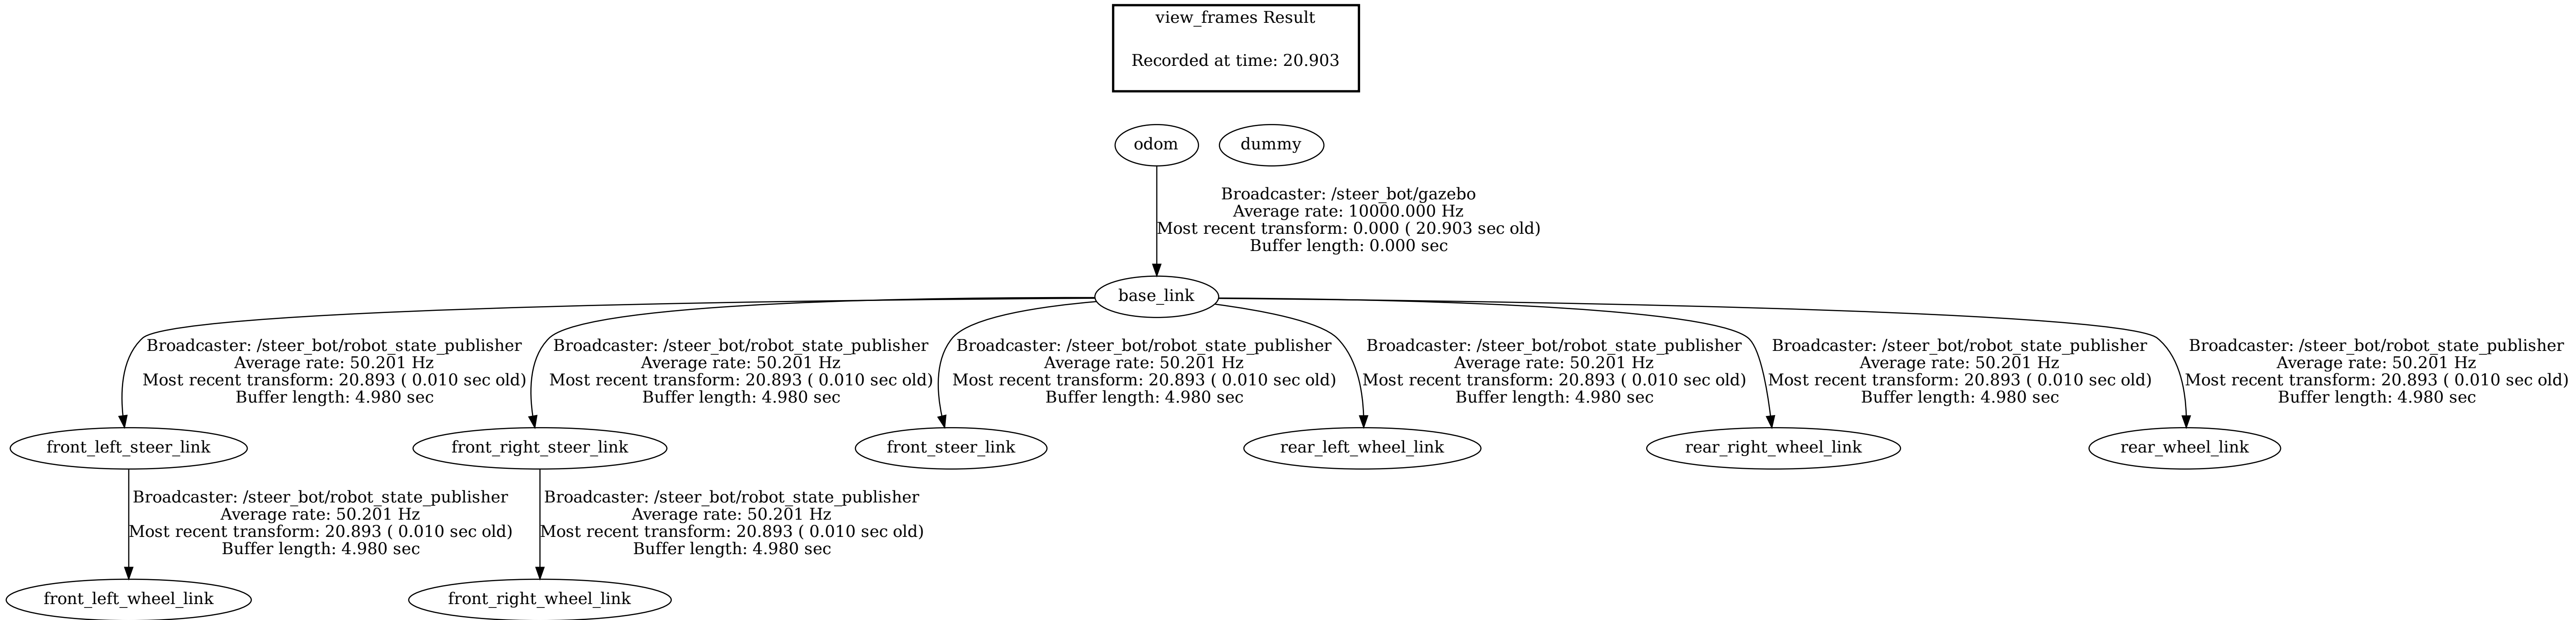 view_frames Result
Recorded at time: 20.903
odom
dummy
Broadcaster: /steer_bot/gazebo
Average rate: 10000.000 Hz
Most recent transform: 0.000 ( 20.903 sec old)
Buffer length: 0.000 sec
base_link
Broadcaster: /steer_bot/robot_state_publisher
Average rate: 50.201 Hz
Most recent transform: 20.893 ( 0.010 sec old)
Buffer length: 4.980 sec
Broadcaster: /steer_bot/robot_state_publisher
Average rate: 50.201 Hz
Most recent transform: 20.893 ( 0.010 sec old)
Buffer length: 4.980 sec
Broadcaster: /steer_bot/robot_state_publisher
Average rate: 50.201 Hz
Most recent transform: 20.893 ( 0.010 sec old)
Buffer length: 4.980 sec
Broadcaster: /steer_bot/robot_state_publisher
Average rate: 50.201 Hz
Most recent transform: 20.893 ( 0.010 sec old)
Buffer length: 4.980 sec
Broadcaster: /steer_bot/robot_state_publisher
Average rate: 50.201 Hz
Most recent transform: 20.893 ( 0.010 sec old)
Buffer length: 4.980 sec
Broadcaster: /steer_bot/robot_state_publisher
Average rate: 50.201 Hz
Most recent transform: 20.893 ( 0.010 sec old)
Buffer length: 4.980 sec
front_left_steer_link
front_right_steer_link
front_steer_link
rear_left_wheel_link
rear_right_wheel_link
rear_wheel_link
Broadcaster: /steer_bot/robot_state_publisher
Average rate: 50.201 Hz
Most recent transform: 20.893 ( 0.010 sec old)
Buffer length: 4.980 sec
Broadcaster: /steer_bot/robot_state_publisher
Average rate: 50.201 Hz
Most recent transform: 20.893 ( 0.010 sec old)
Buffer length: 4.980 sec
front_left_wheel_link
front_right_wheel_link